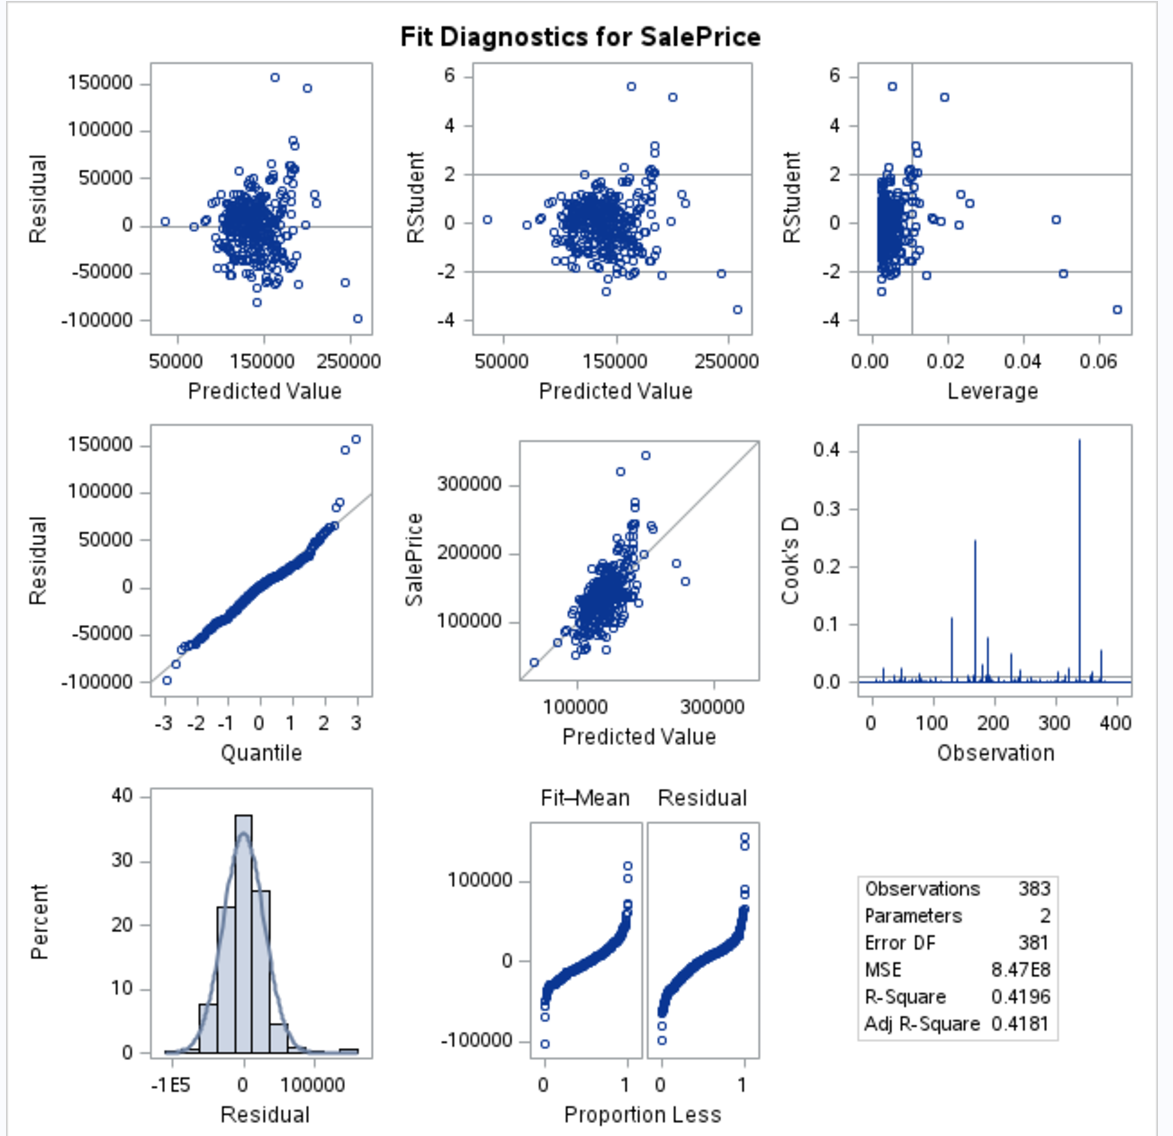 Fit Diagnostics for SalePrice
Residual
150000
100000
50000
0
-50000
-100000
50000 150000 250000
Predicted Value
RStudent
6
4
2
0
-2
-4
50000 150000 250000
Predicted Value
RStudent
6
4
2
0
-2
-4
0.00 0.02 0.04 0.06
Leverage
Residual
150000
100000
50000
0
-50000
-100000
-3 -2 -1 0 1 2 3
Quantile
SalePrice
300000
200000
100000
100000 300000
Predicted Value
Cook's D
0.4
0.3
0.2
0.1
0.0
0 100 200 300 400
Observation
Percent
40
30
20
10
0
-1E5 0 100000
Residual
Fit–Mean Residual
100000
0
-100000
0 1 0 1
Proportion Less
Observations 383
Parameters 2
Error DF 381
MSE 8.47E8
R-Square 0.4196
Adj R-Square 0.4181